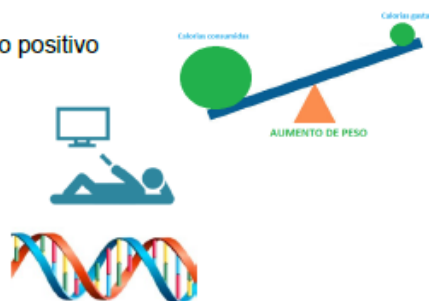 o positivo
Calorías consumidas
Calorías gasta
AUMENTO DE PESO